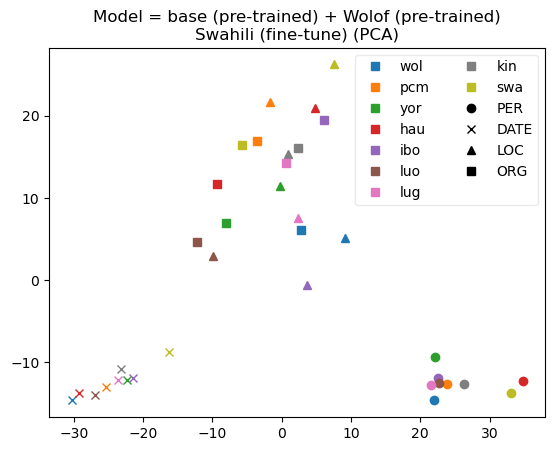 Model = base (pre-trained) + Wolof (pre-trained)
Swahili (fine-tune) (PCA)
wol
pcm
yor
hau
ibo
luo
lug
kin
swa
PER
DATE
LOC
ORG
20
10
0
−10
−30
−20
−10
0
10
20
30